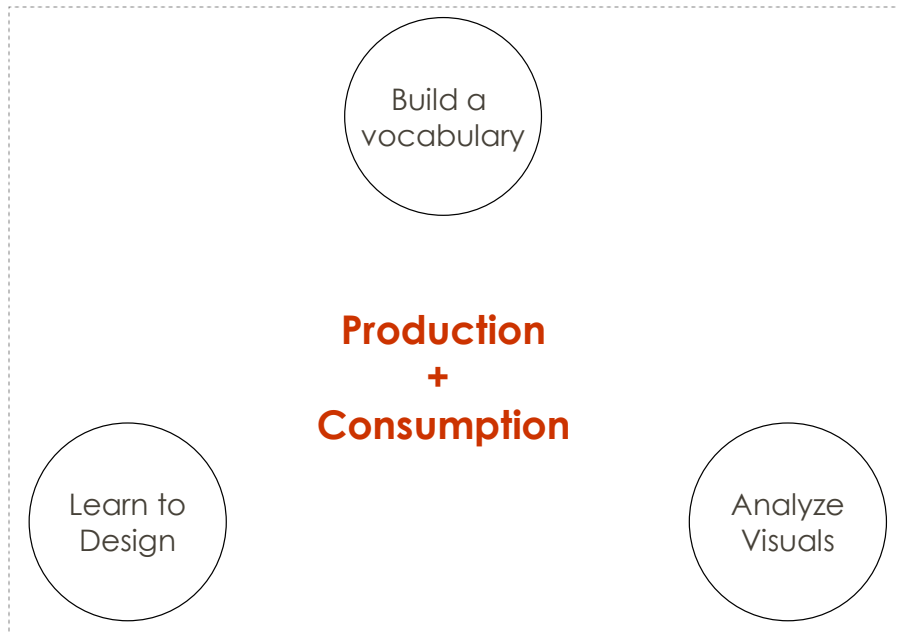 Build a
vocabulary
Production
+
Consumption
Learn to
Design
Analyze
Visuals